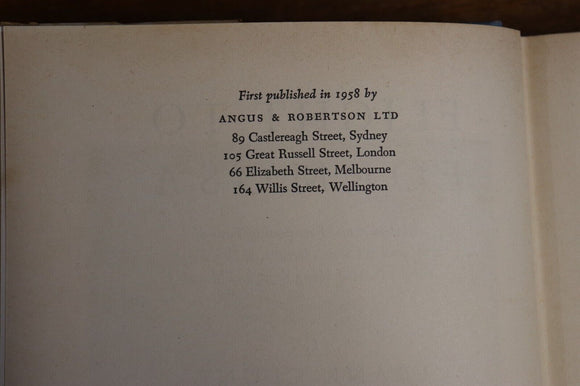 First published in 1958 by
ANGUS & ROBERTSON LTD
89 Castlereagh Street, Sydney
105 Great Russell Street, London
66 Elizabeth Street, Melbourne
164 Willis Street, Wellington